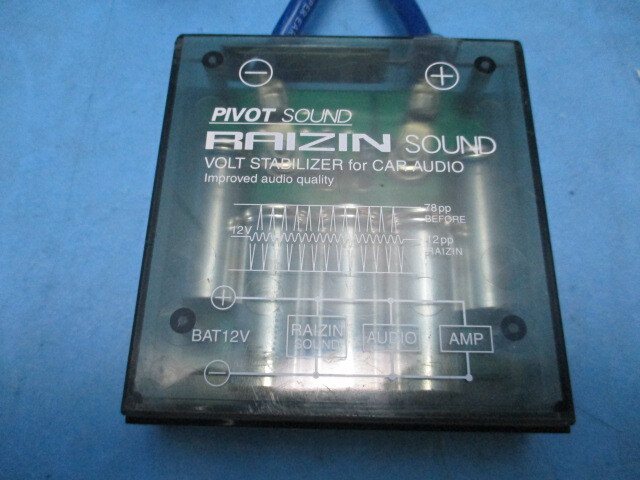 − +
PIVOT SOUND
RAIZIN SOUND
VOLT STABILIZER for CAR AUDIO
Improved audio quality
78pp
BEFORE
12V
12pp
RAIZIN
+
BAT12V
RAIZIN
SOUND
AUDIO
AMP
−